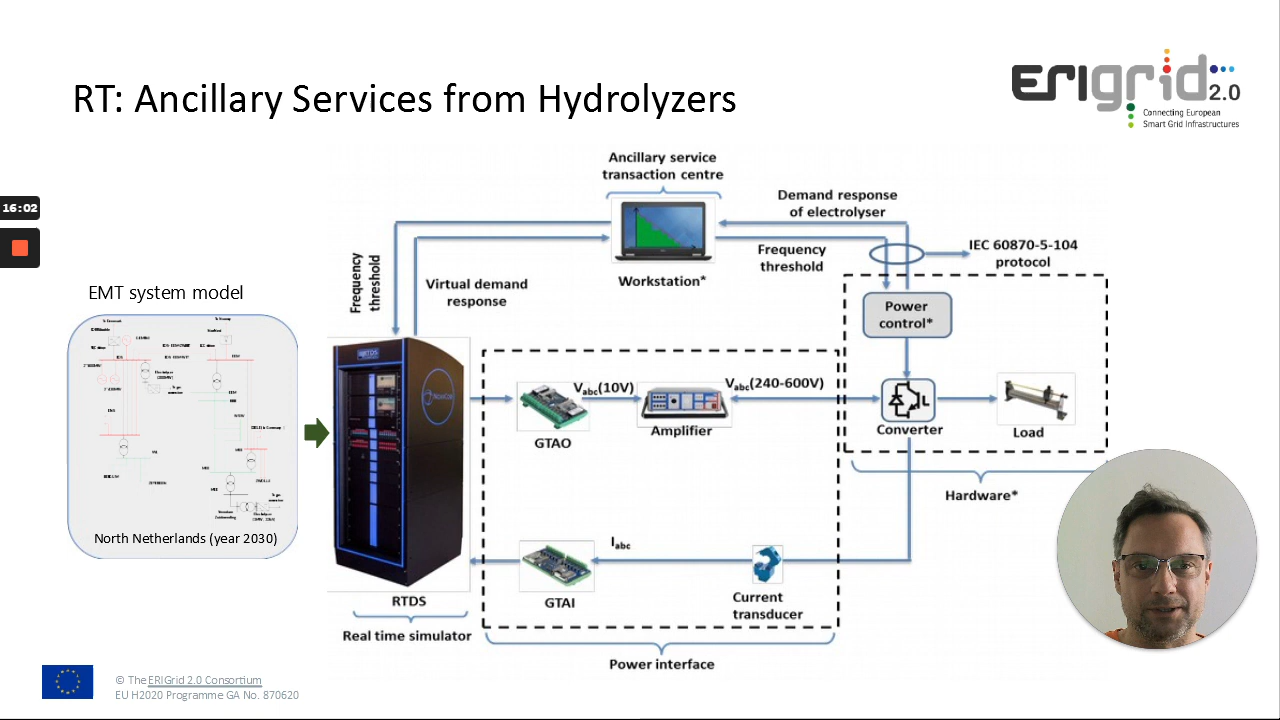 RT: Ancillary Services from Hydrolyzers
ERIgrid 2.0
Connecting European
Smart Grid Infrastructures
16:02
Ancillary service
transaction centre
Demand response
of electrolyser
Frequency
threshold
Virtual demand
response
Workstation*
Frequency
threshold
IEC 60870-5-104
protocol
EMT system model
North Netherlands (year 2030)
Power
control*
RTDS
NovaCor
Vabc(10V)
Vabc(240-600V)
GTAO
Amplifier
Converter
Load
Hardware*
Iabc
GTAI
Current
transducer
RTDS
Real time simulator
Power interface
© The ERIGrid 2.0 Consortium
EU H2020 Programme GA No. 870620